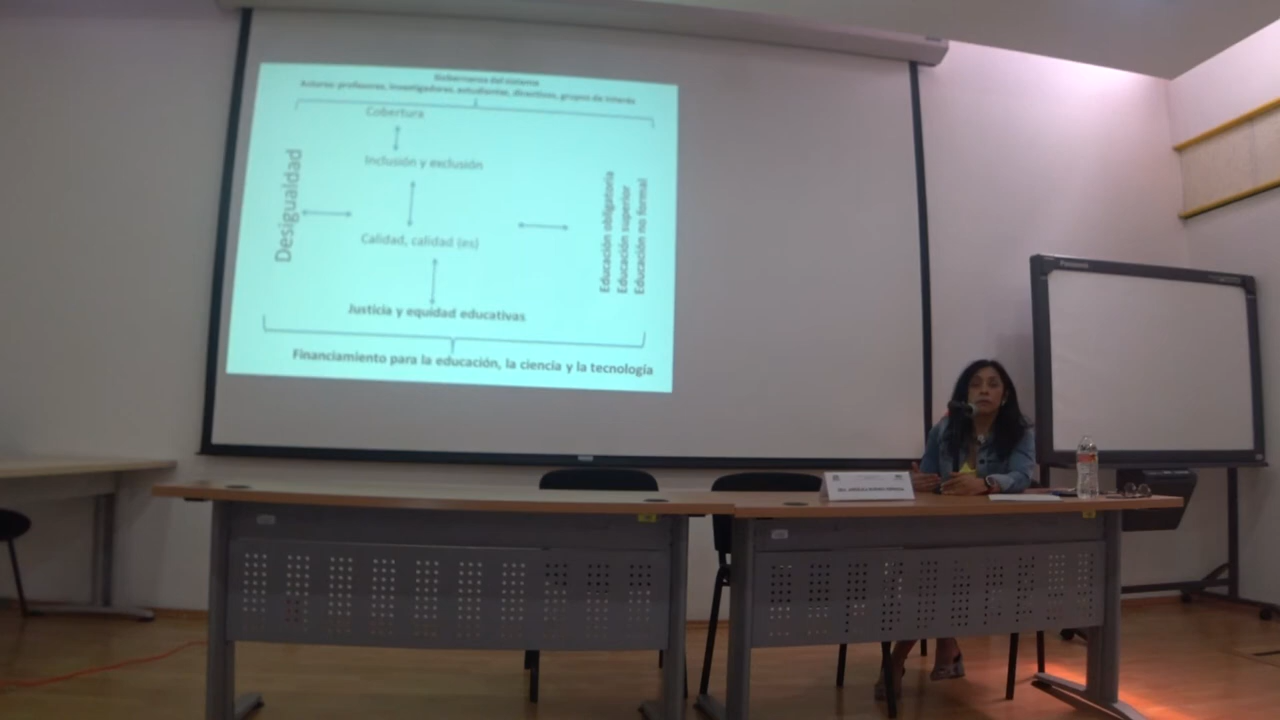 Gobernanza del sistema
Actores: profesores, investigadores, estudiantes, directivos, grupos de interés
Cobertura
Inclusión y exclusión
Desigualdad
Calidad, calidad (es)
Educación obligatoria
Educación superior
Educación no formal
Justicia y equidad educativas
Financiamiento para la educación, la ciencia y la tecnología
Panasonic